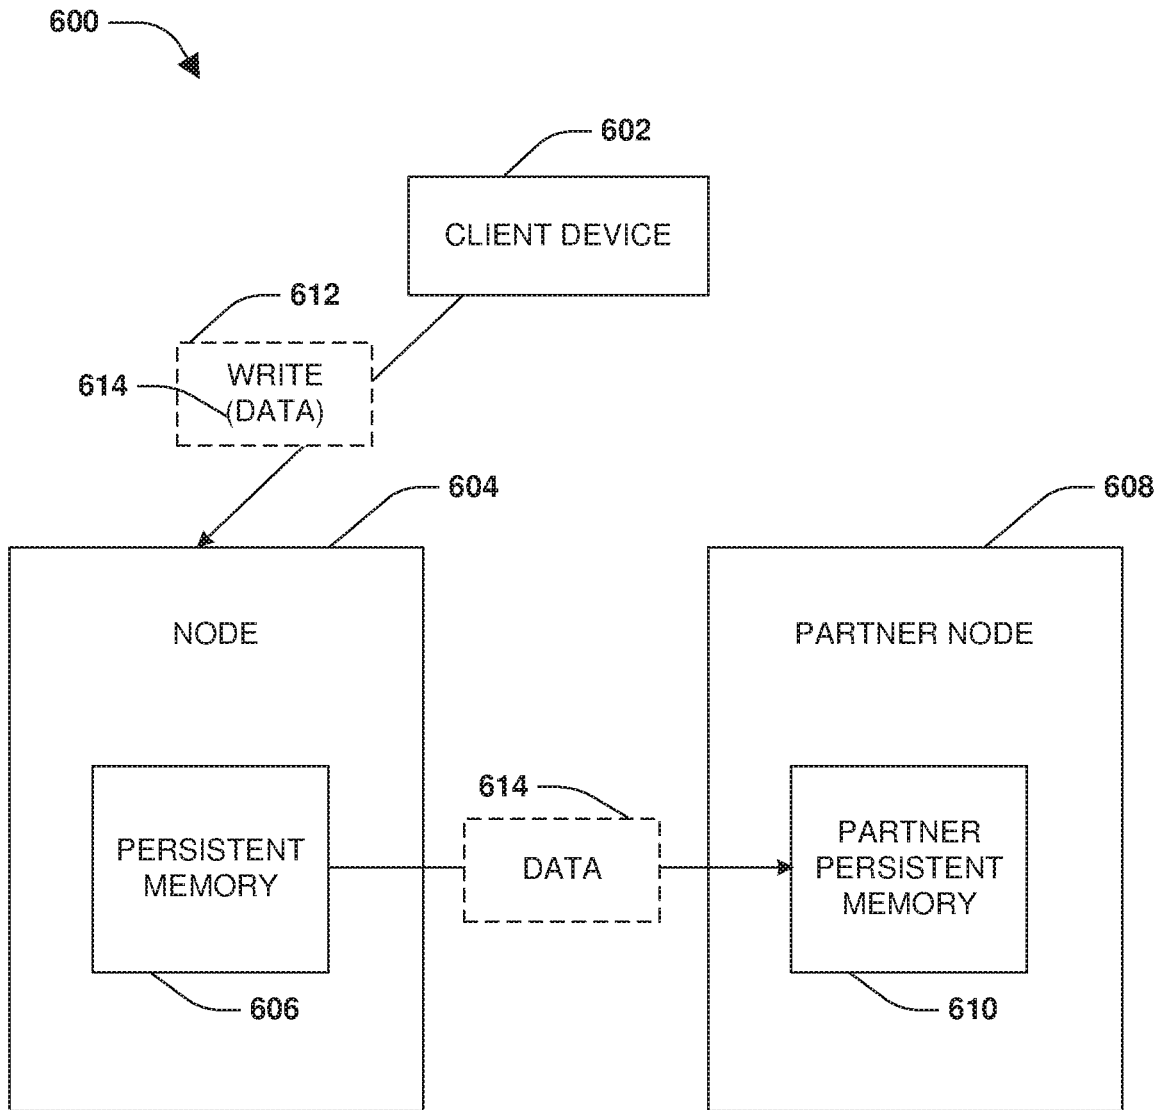 600
602
CLIENT DEVICE
612
614
WRITE
(DATA)
604
608
NODE
PARTNER NODE
614
PERSISTENT
MEMORY
DATA
PARTNER
PERSISTENT
MEMORY
606
610